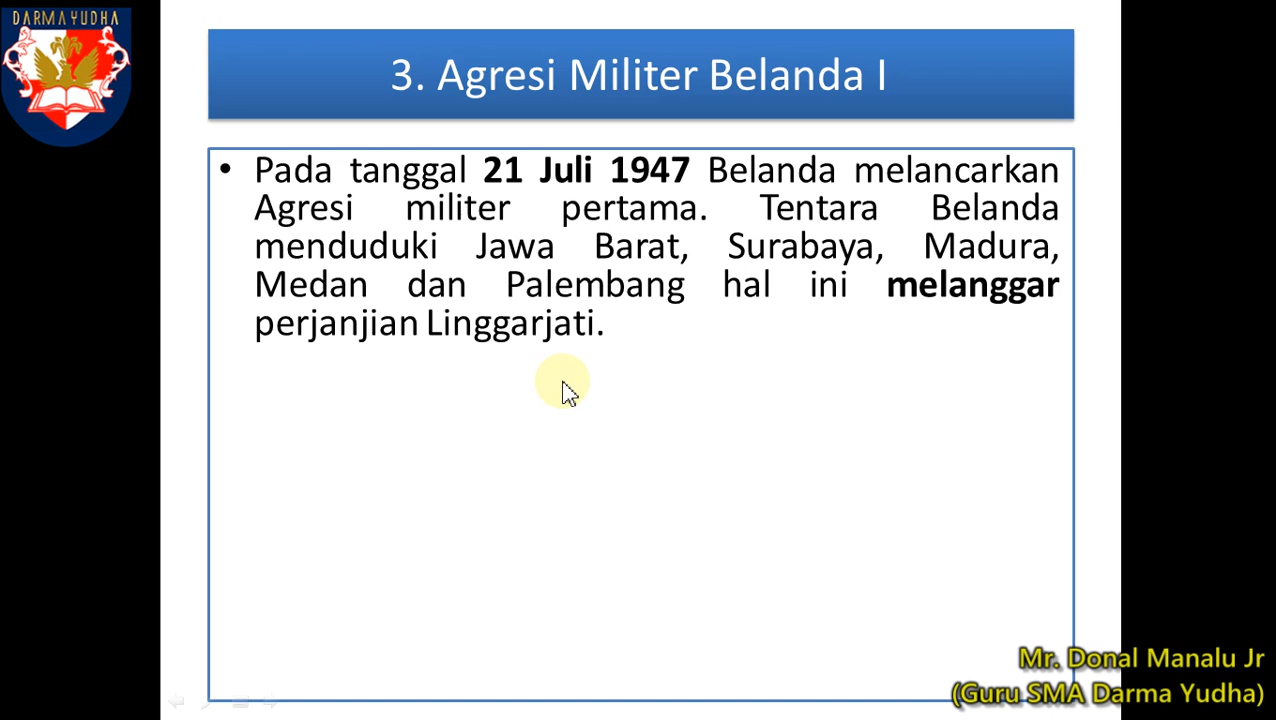 DARMA YUDHA
3. Agresi Militer Belanda I
• Pada tanggal 21 Juli 1947 Belanda melancarkan
Agresi militer pertama. Tentara Belanda
menduduki Jawa Barat, Surabaya, Madura,
Medan dan Palembang hal ini melanggar
perjanjian Linggarjati.
Mr. Donal Manalu Jr
(Guru SMA Darma Yudha)